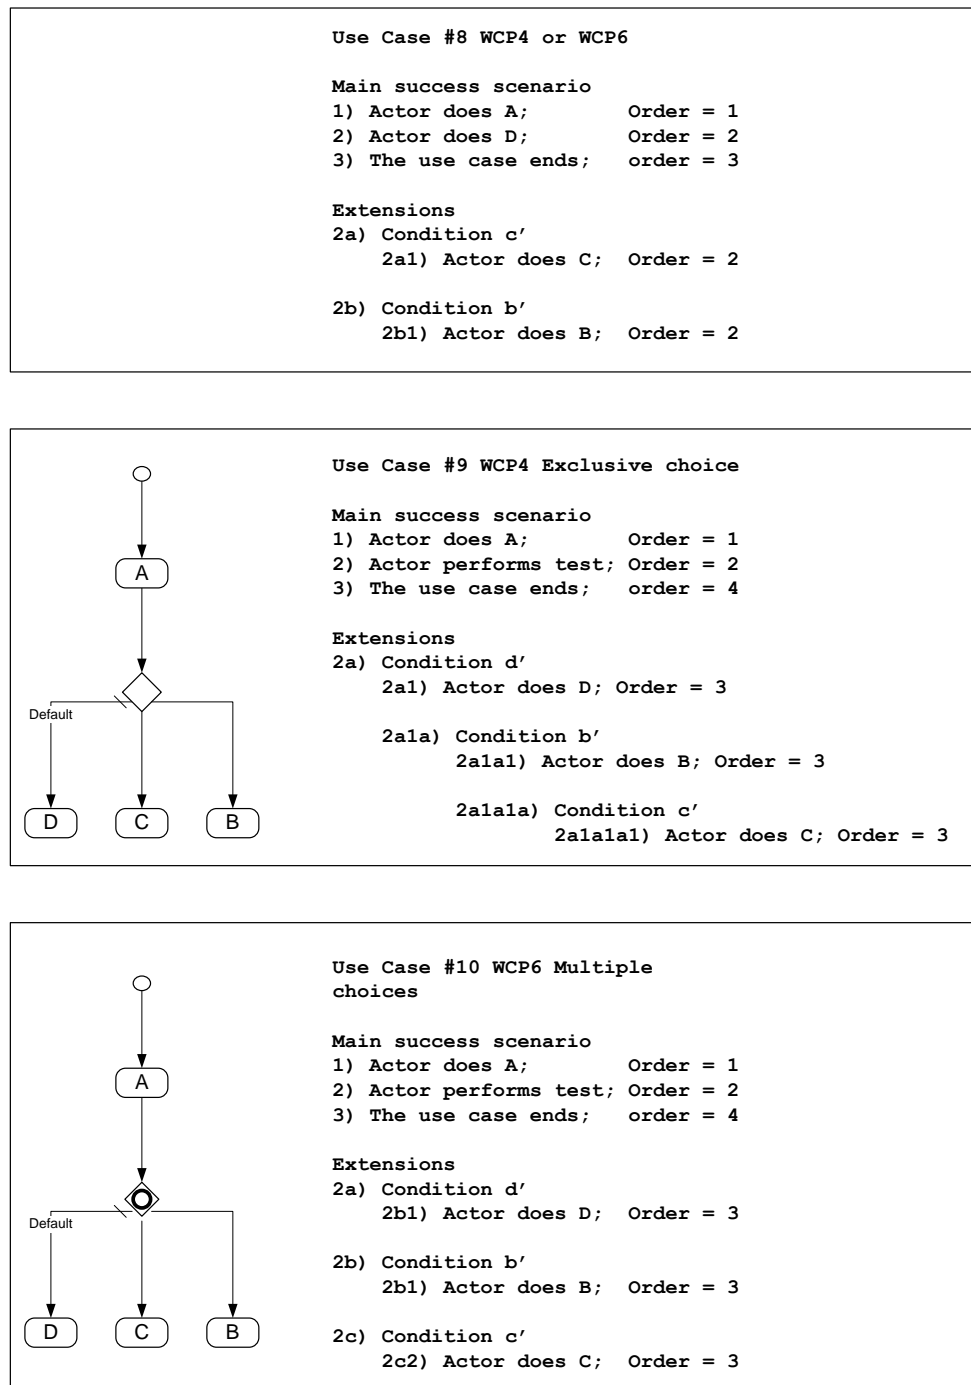 Use Case #8 WCP4 or WCP6
Main success scenario
1) Actor does A; Order = 1
2) Actor does D; Order = 2
3) The use case ends; order = 3
Extensions
2a) Condition c’
2a1) Actor does C; Order = 2
2b) Condition b’
2b1) Actor does B; Order = 2
Use Case #9 WCP4 Exclusive choice
Main success scenario
1) Actor does A; Order = 1
2) Actor performs test; Order = 2
3) The use case ends; order = 4
Extensions
2a) Condition d’
2a1) Actor does D; Order = 3
2a1a) Condition b’
2a1a1) Actor does B; Order = 3
2a1a1a) Condition c’
2a1a1a1) Actor does C; Order = 3
A
Default
D C B
Use Case #10 WCP6 Multiple
choices
Main success scenario
1) Actor does A; Order = 1
2) Actor performs test; Order = 2
3) The use case ends; order = 4
Extensions
2a) Condition d’
2b1) Actor does D; Order = 3
2b) Condition b’
2b1) Actor does B; Order = 3
2c) Condition c’
2c2) Actor does C; Order = 3
A
Default
D C B